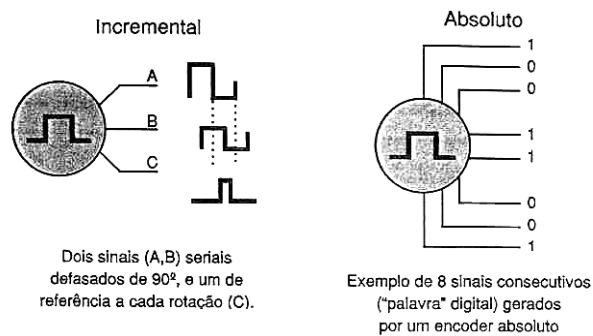 Incremental
A
B
C
Dois sinais (A,B) seriais
defasados de 90º, e um de
referência a cada rotação (C).
Absoluto
1
0
0
1
1
0
0
1
Exemplo de 8 sinais consecutivos
("palavra" digital) gerados
por um encoder absoluto